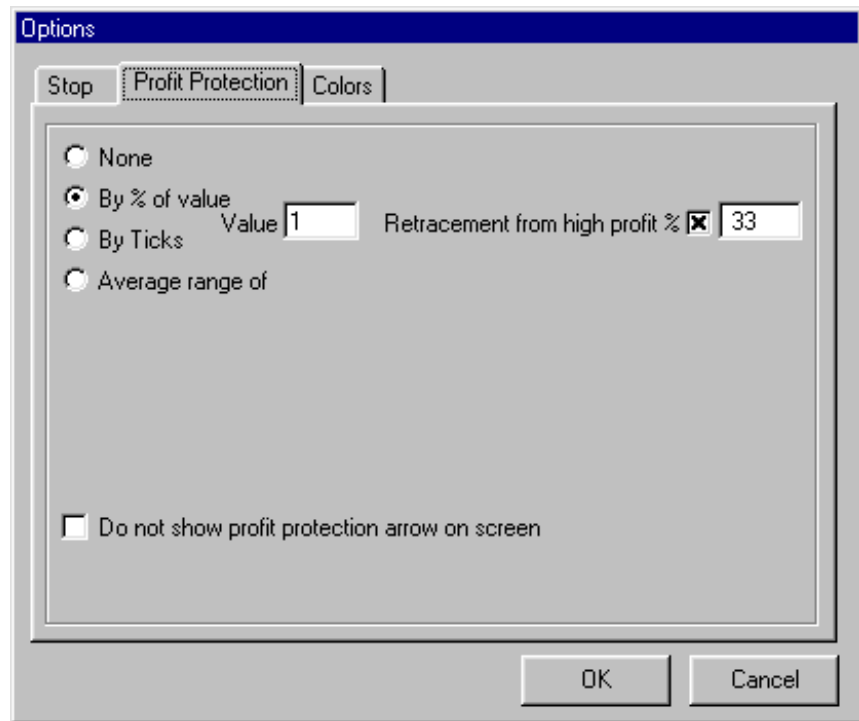 Options
Stop Profit Protection Colors
None
By % of value
Value 1 Retracement from high profit % 33
By Ticks
Average range of
Do not show profit protection arrow on screen
OK Cancel